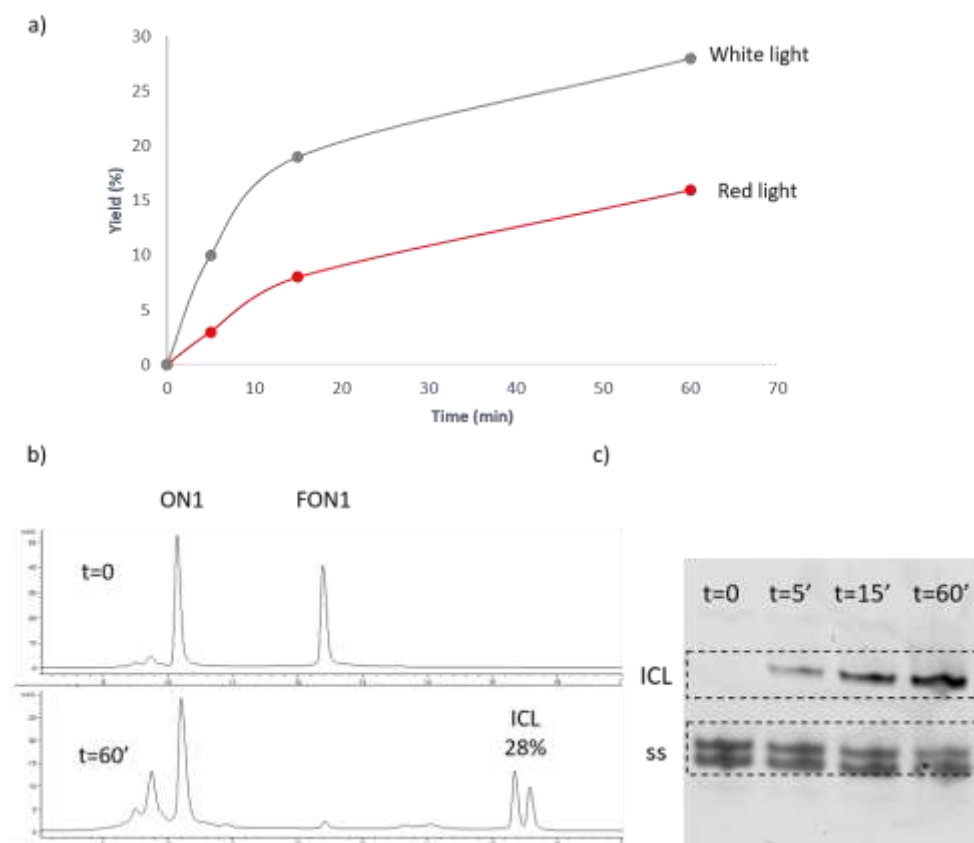 a)
30
25
20
15
10
5
0
Yield (%)
White light
Red light
0 10 20 30 40 50 60 70
Time (min)
b)
c)
ON1 FON1
t=0
t=60’
ICL
28%
t=0 t=5’ t=15’ t=60’
ICL
ss